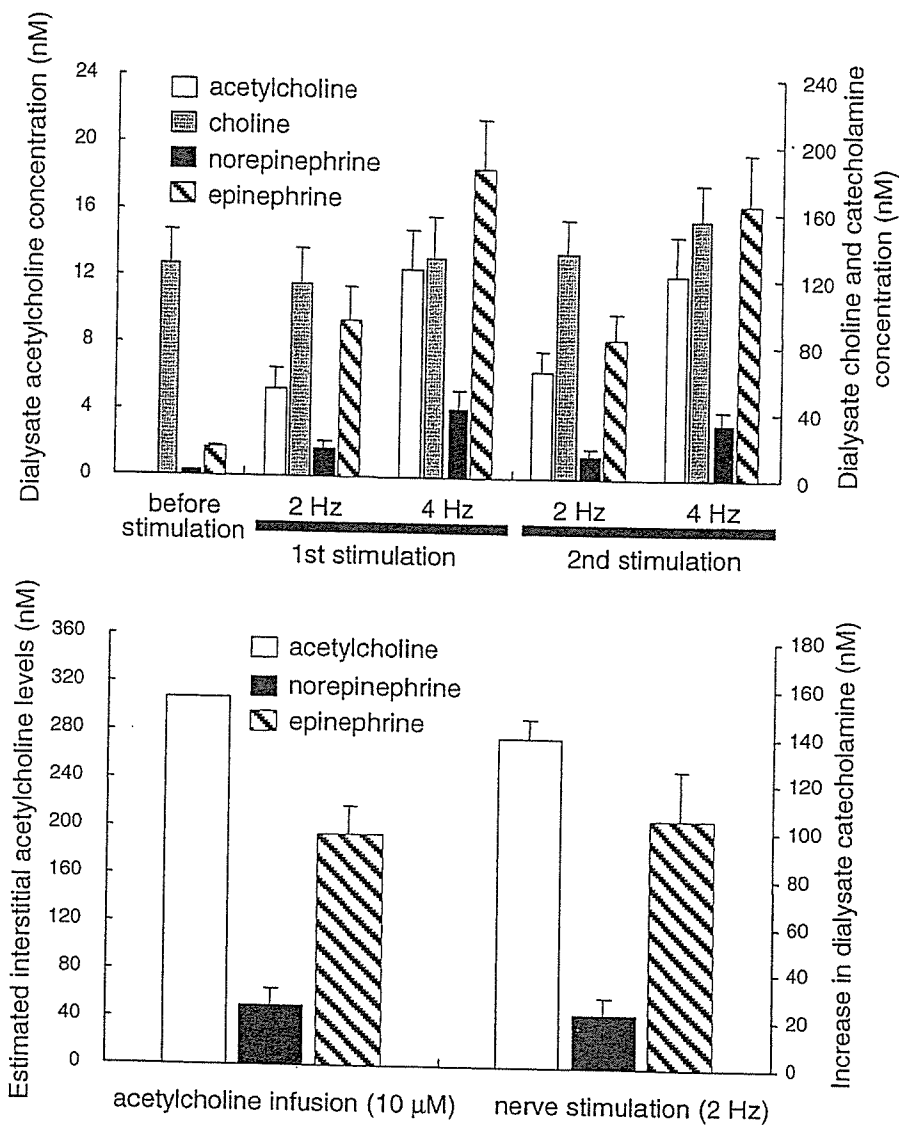 Dialysate acetylcholine concentration (nM)
24
20
16
12
8
4
0
acetylcholine
choline
norepinephrine
epinephrine
240
200
160
120
80
40
0
Dialysate choline and catecholamine
concentration (nM)
before
stimulation
2 Hz
4 Hz
2 Hz
4 Hz
1st stimulation
2nd stimulation
Estimated interstitial acetylcholine levels (nM)
360
320
280
240
200
160
120
80
40
0
acetylcholine
norepinephrine
epinephrine
180
160
140
120
100
80
60
40
20
0
Increase in dialysate catecholamine (nM)
acetylcholine infusion (10 µM)
nerve stimulation (2 Hz)